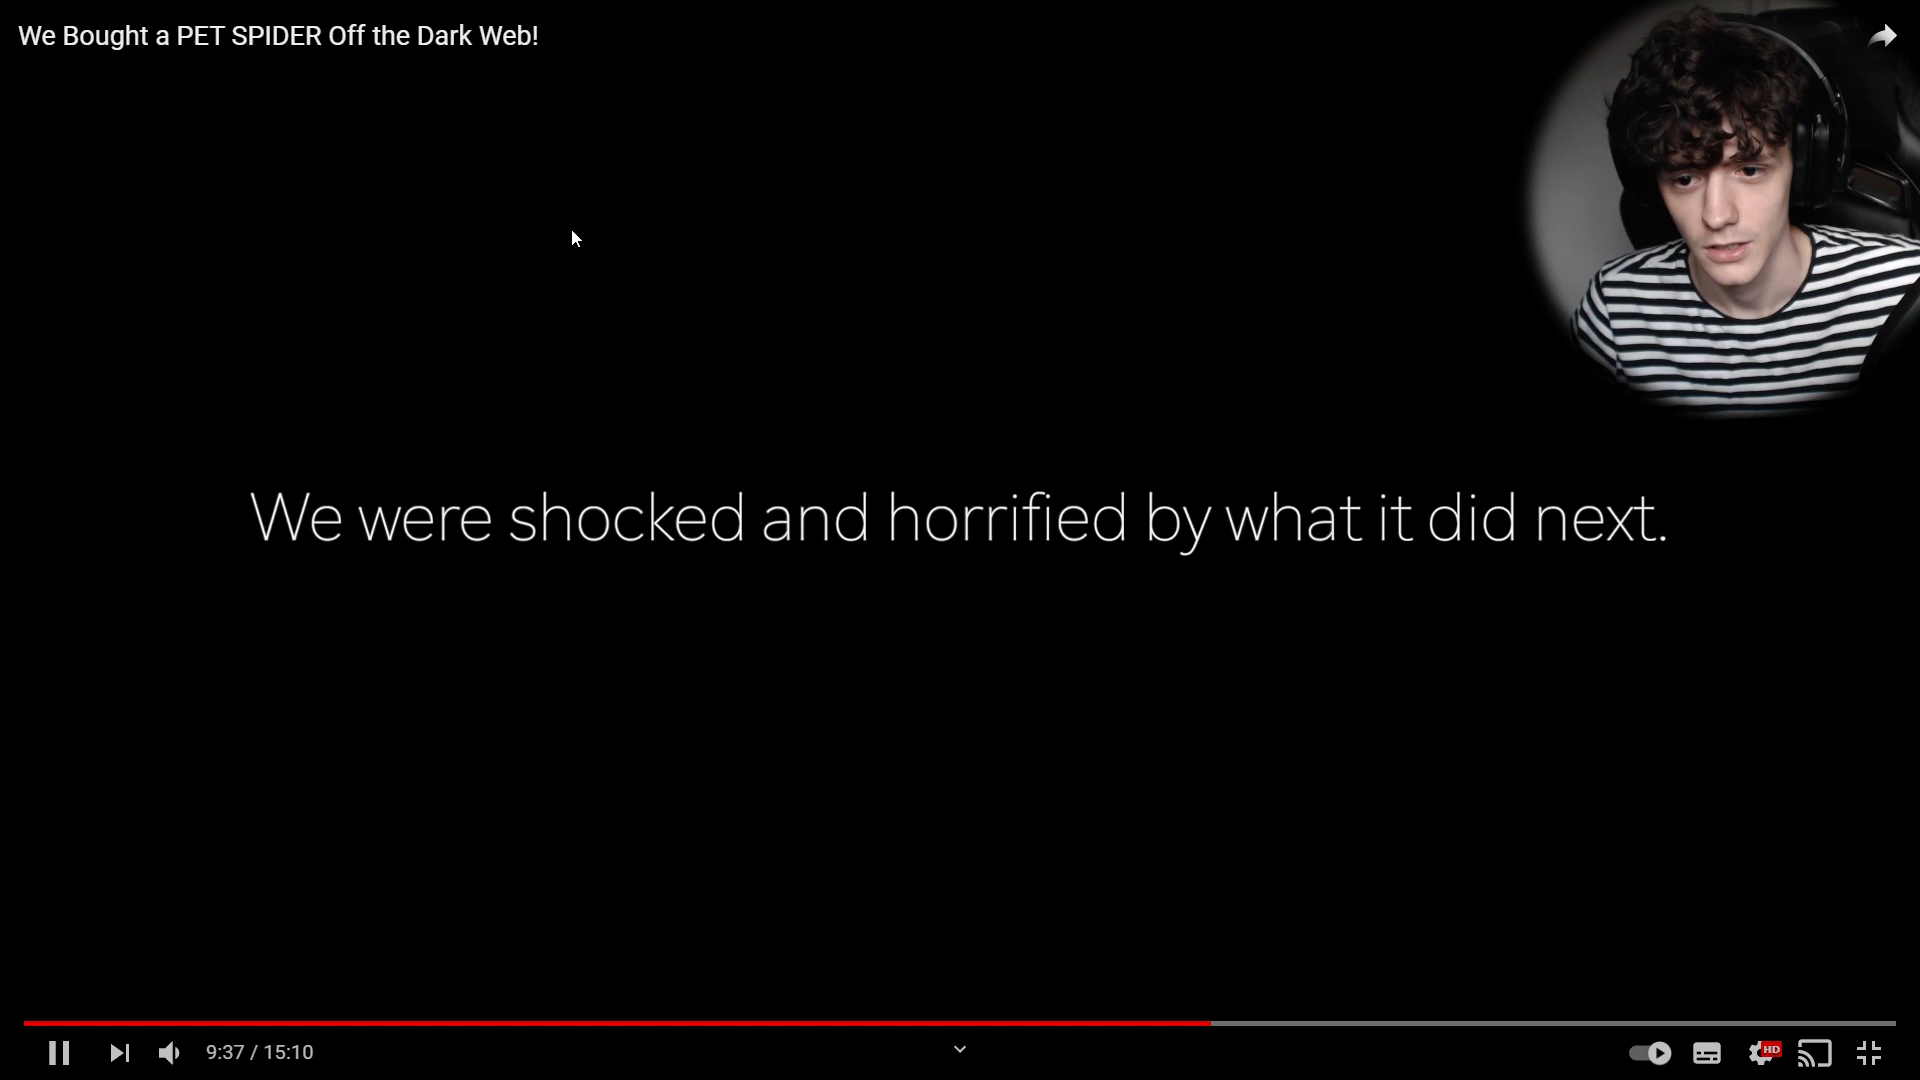 We Bought a PET SPIDER Off the Dark Web!
We were shocked and horrified by what it did next.
9:37 / 15:10
HD